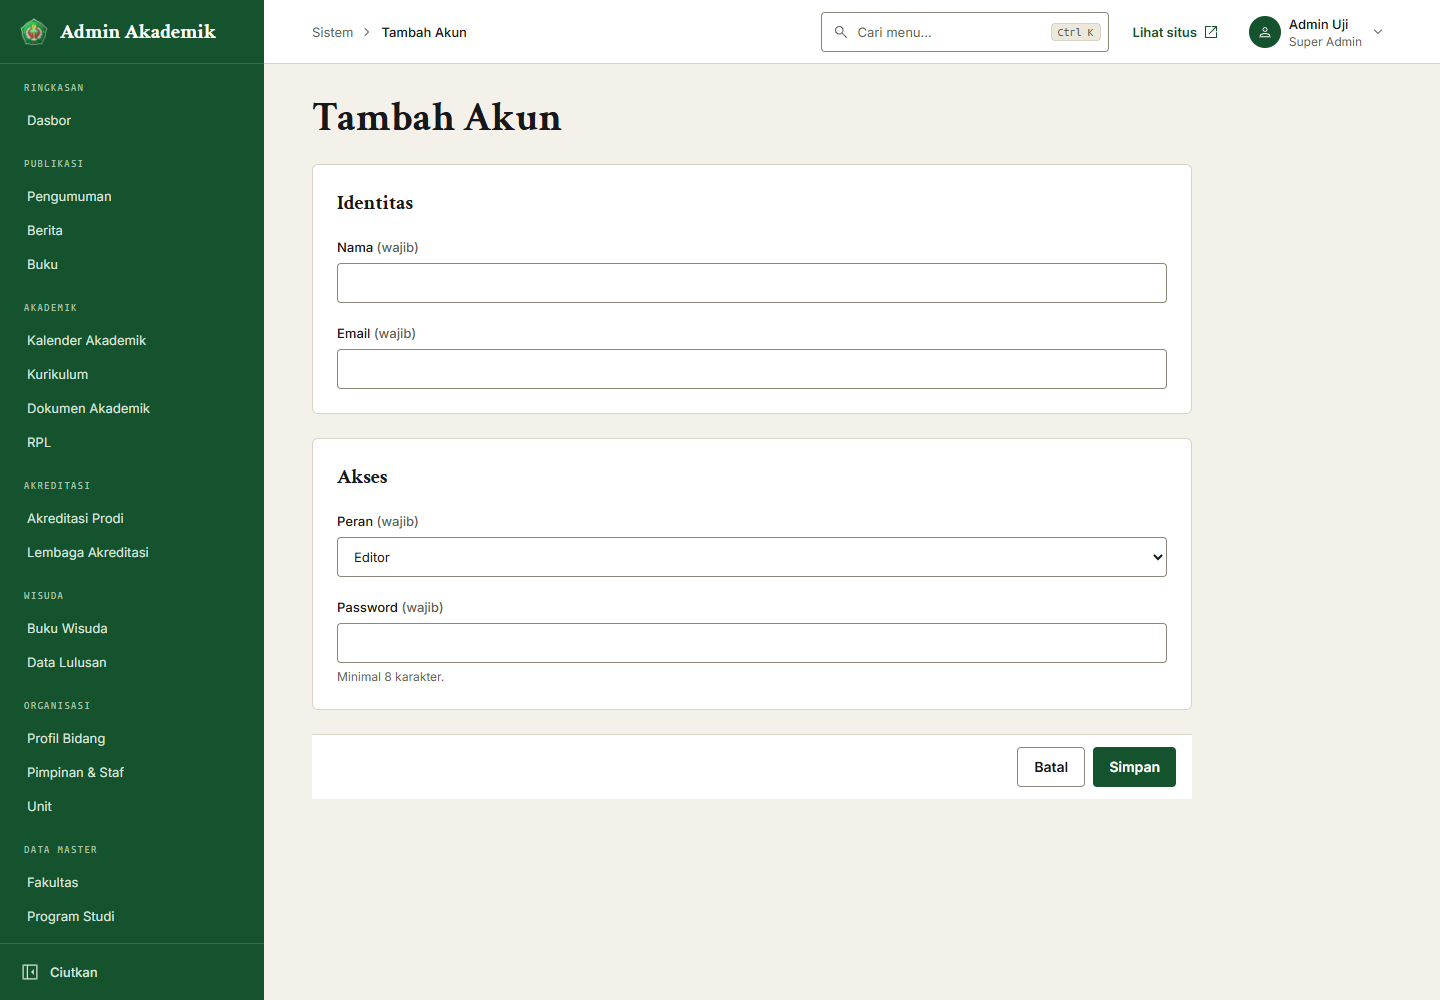 Admin Akademik
Sistem > Tambah Akun
Cari menu...
Ctrl K
Lihat situs
Admin Uji
Super Admin
RINGKASAN
Dasbor
PUBLIKASI
Pengumuman
Berita
Buku
AKADEMIK
Kalender Akademik
Kurikulum
Dokumen Akademik
RPL
AKREDITASI
Akreditasi Prodi
Lembaga Akreditasi
WISUDA
Buku Wisuda
Data Lulusan
ORGANISASI
Profil Bidang
Pimpinan & Staf
Unit
DATA MASTER
Fakultas
Program Studi
Ciutkan
Tambah Akun
Identitas
Nama (wajib)
Email (wajib)
Akses
Peran (wajib)
Editor
Password (wajib)
Minimal 8 karakter.
Batal
Simpan